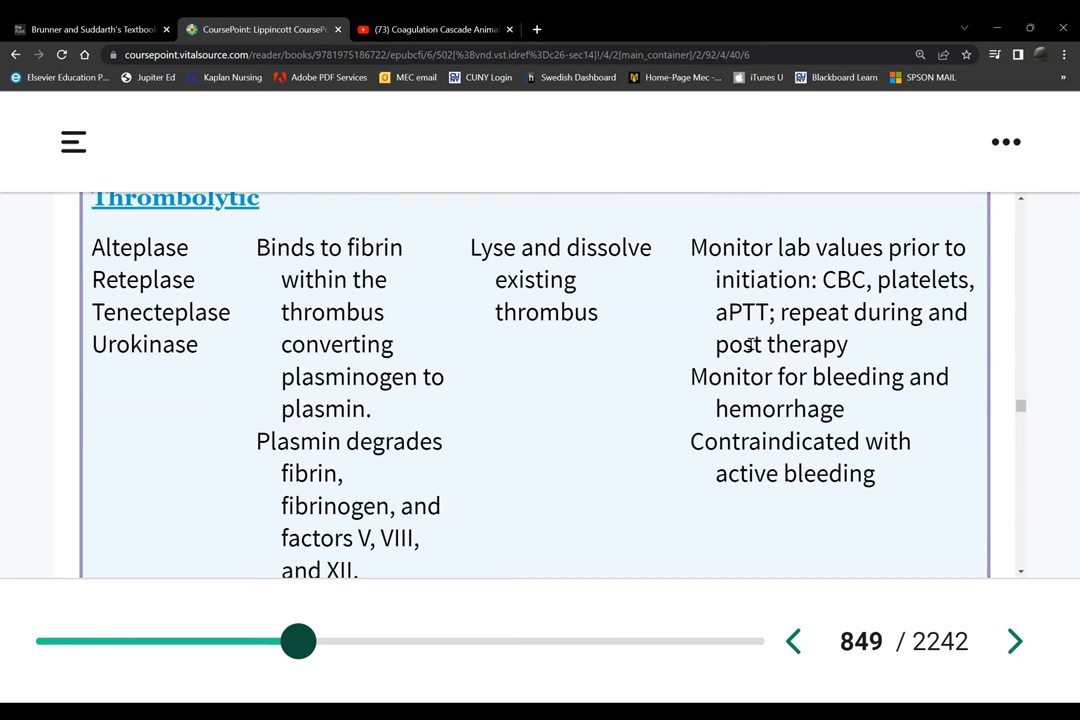 Brunner and Suddarth's Textbook
CoursePoint: Lippincott CourseP
(73) Coagulation Cascade Anima
coursepoint.vitalsource.com/reader/books/9781975186722/epubcfi/6/502[%3Bvnd.vst.idref%3Dc26-sec14]!/4/2[main_container]/2/92/4/40/6
Elsevier Education P...
Jupiter Ed
Kaplan Nursing
Adobe PDF Services
MEC email
CUNY Login
Swedish Dashboard
Home-Page Mec -...
iTunes U
Blackboard Learn
SPSON MAIL
»
Thrombolytic
Alteplase
Reteplase
Tenecteplase
Urokinase
Binds to fibrin
within the
thrombus
converting
plasminogen to
plasmin.
Plasmin degrades
fibrin,
fibrinogen, and
factors V, VIII,
and XII.
Lyse and dissolve
existing
thrombus
Monitor lab values prior to
initiation: CBC, platelets,
aPTT; repeat during and
post therapy
Monitor for bleeding and
hemorrhage
Contraindicated with
active bleeding
849 / 2242